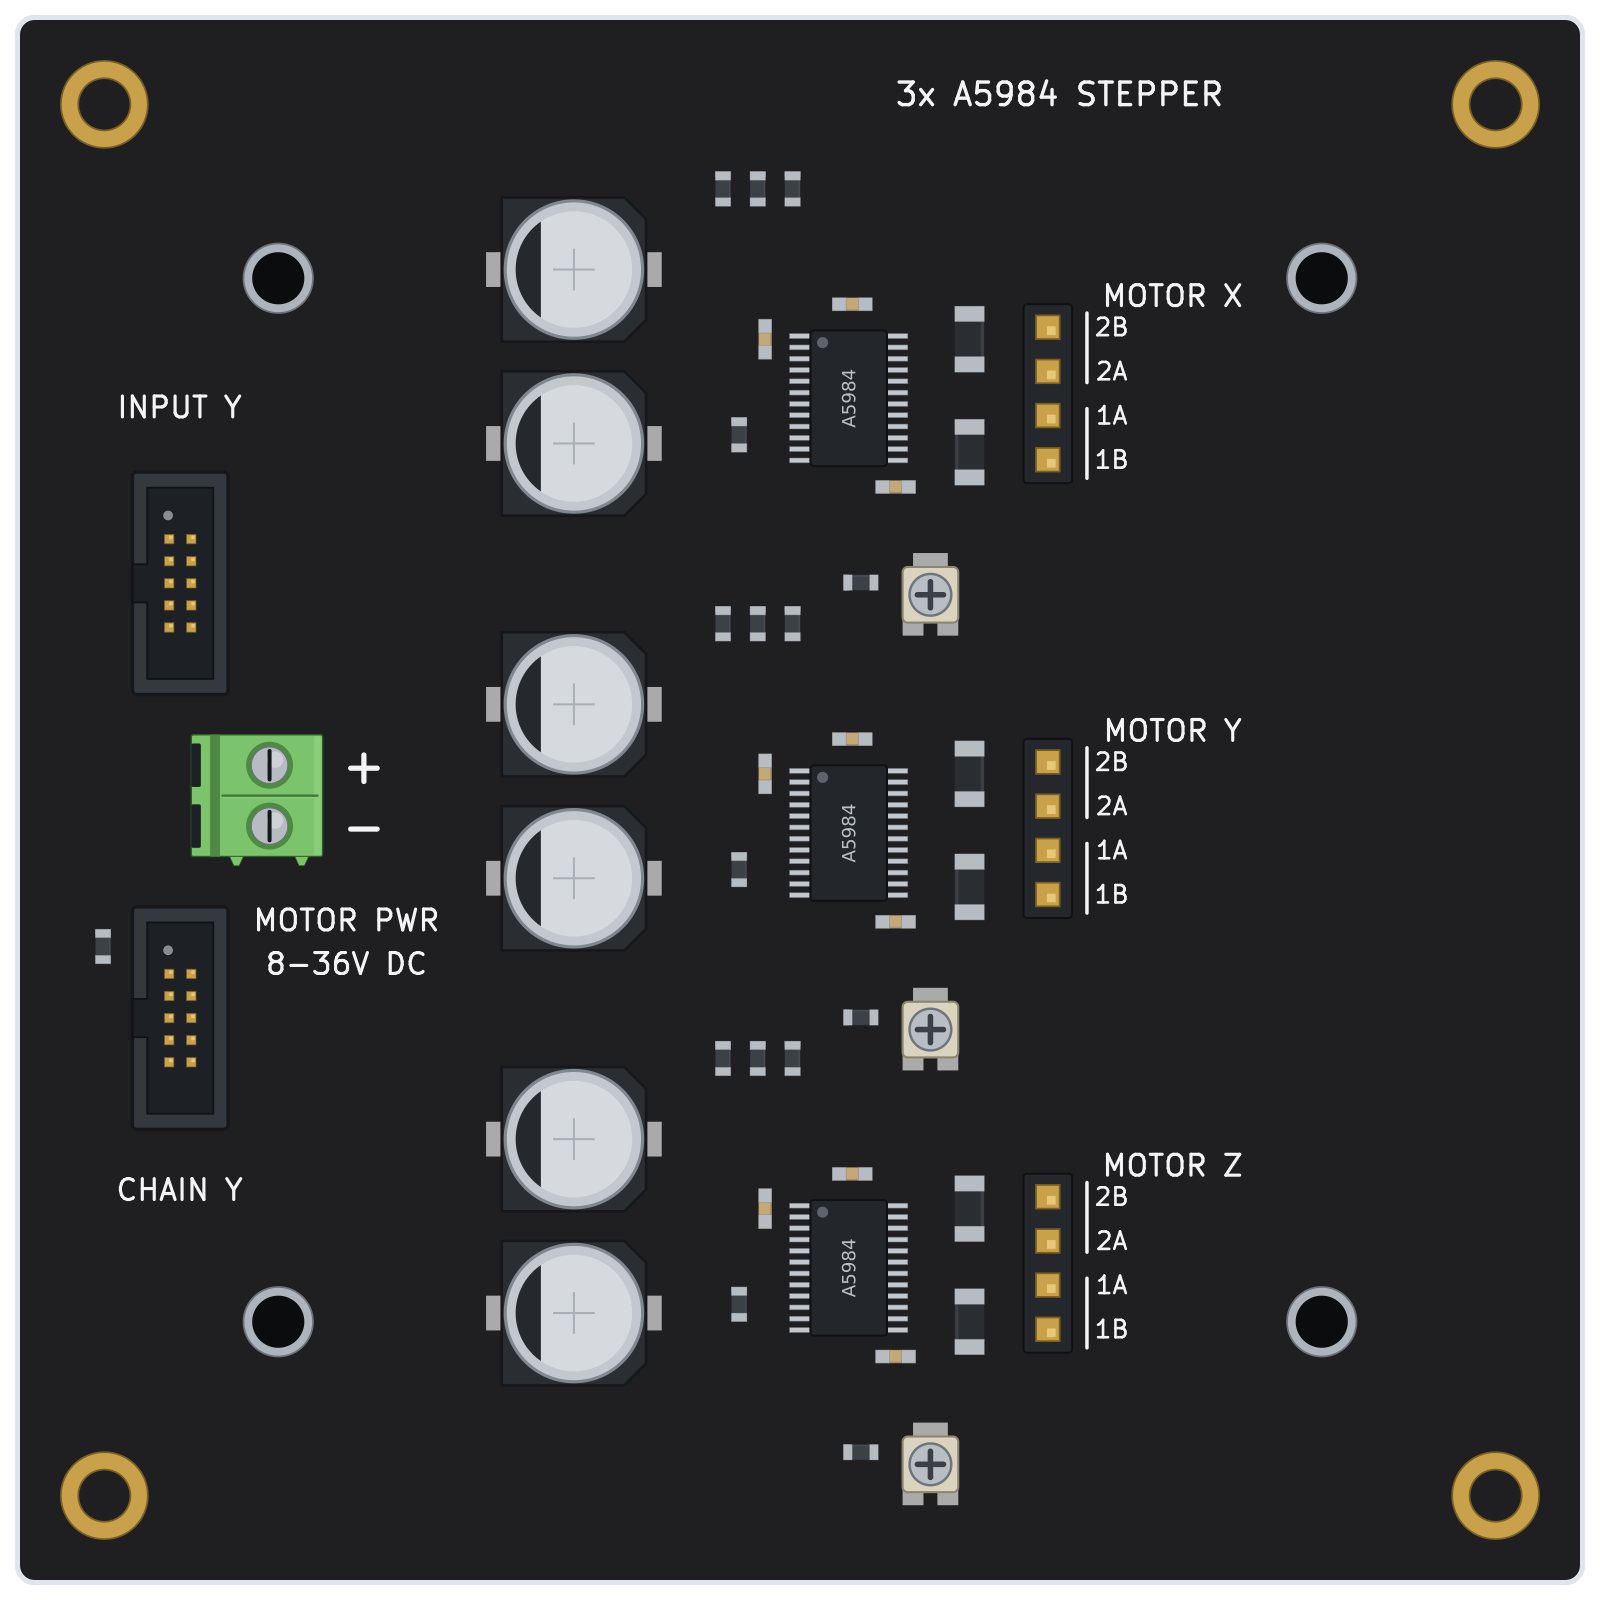 3x A5984 STEPPER
MOTOR X
2B
2A
1A
1B
A5984
INPUT Y
MOTOR Y
2B
2A
1A
1B
A5984
+
−
MOTOR PWR
8-36V DC
CHAIN Y
MOTOR Z
2B
2A
1A
1B
A5984